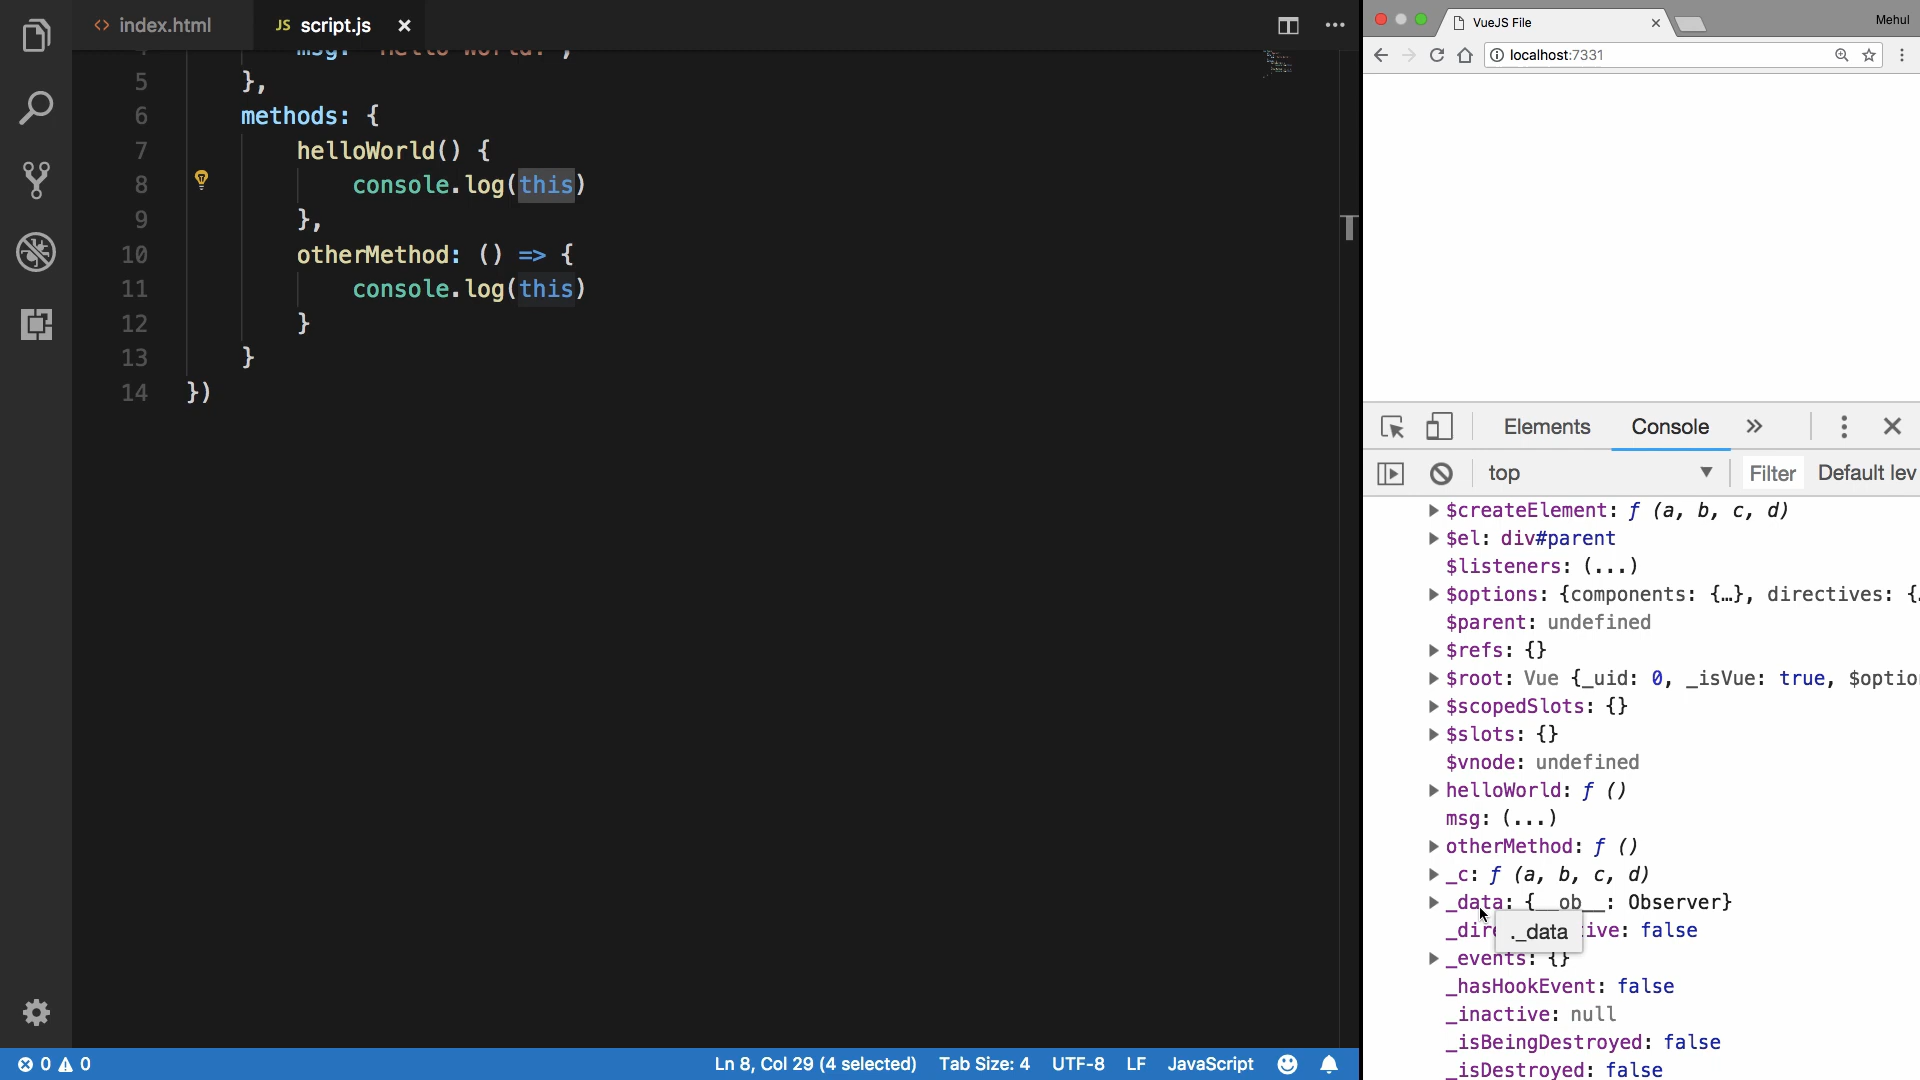 index.html
JS script.js
5 },
6 methods: {
7 helloWorld() {
8 console.log(this)
9 },
10 otherMethod: () => {
11 console.log(this)
12 }
13 }
14 })
0 0
Ln 8, Col 29 (4 selected) Tab Size: 4 UTF-8 LF JavaScript
VueJS File
Mehul
localhost:7331
Elements Console
top Filter Default lev
$createElement: ƒ (a, b, c, d)
$el: div#parent
$listeners: (...)
$options: {components: {…}, directives: {
$parent: undefined
$refs: {}
$root: Vue {_uid: 0, _isVue: true, $optio
$scopedSlots: {}
$slots: {}
$vnode: undefined
helloWorld: ƒ ()
msg: (...)
otherMethod: ƒ ()
_c: ƒ (a, b, c, d)
_data: {__ob__: Observer}
_dire ive: false
._data
_events: {}
_hasHookEvent: false
_inactive: null
_isBeingDestroyed: false
_isDestroyed: false